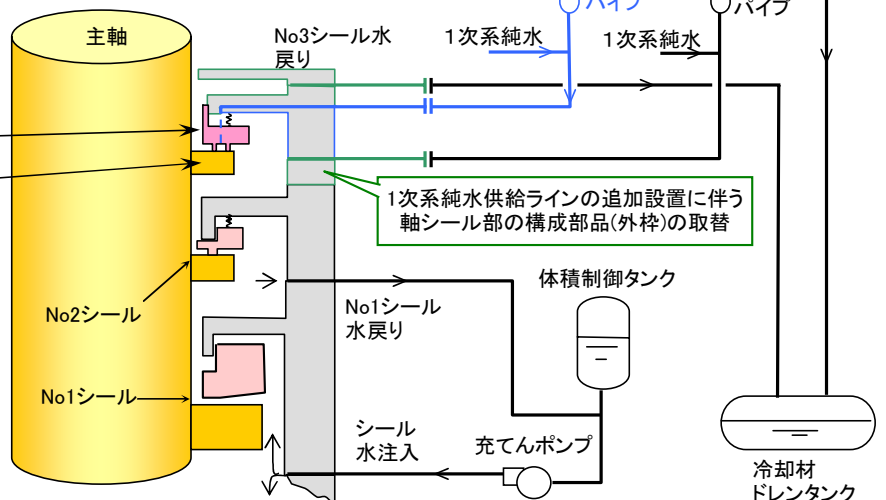 パイプ
パイプ
主軸
No3シール水
戻り
1次系純水
1次系純水
1次系純水供給ラインの追加設置に伴う
軸シール部の構成部品(外枠)の取替
体積制御タンク
No2シール
No1シール
水戻り
No1シール
シール
水注入
充てんポンプ
冷却材
ドレンタンク